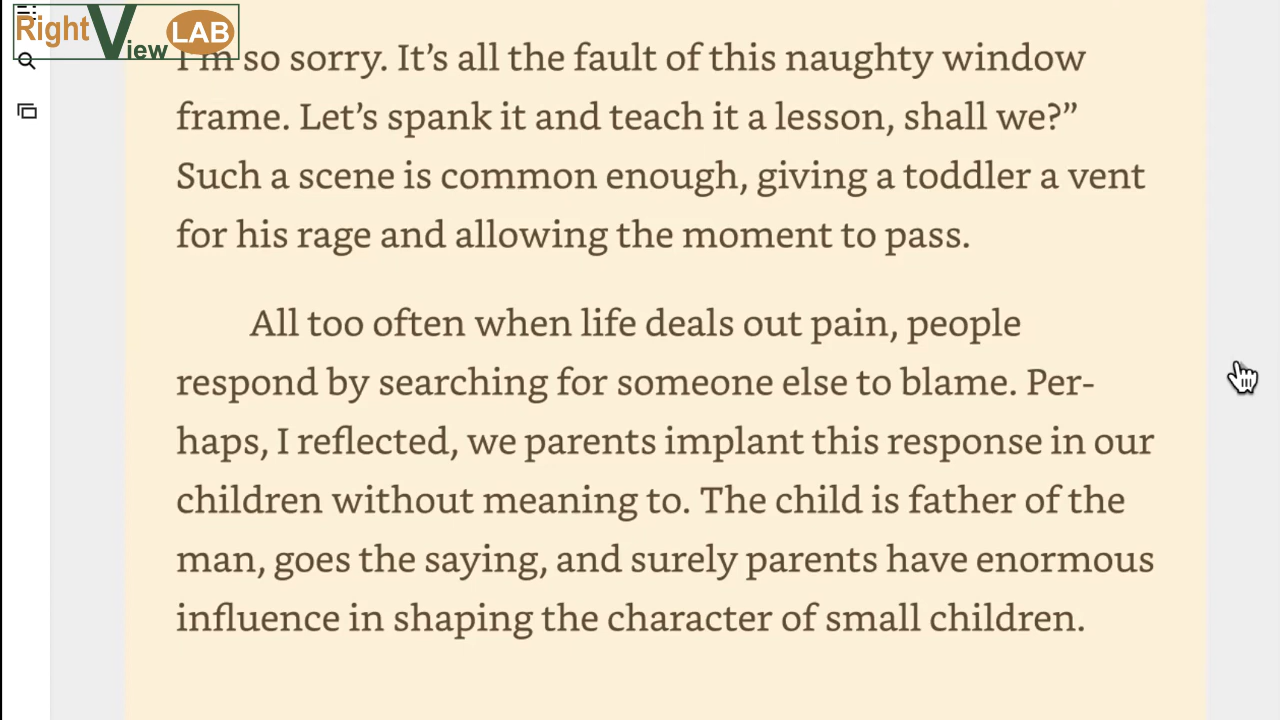 Right View LAB
I'm so sorry. It's all the fault of this naughty window
frame. Let's spank it and teach it a lesson, shall we?”
Such a scene is common enough, giving a toddler a vent
for his rage and allowing the moment to pass.
All too often when life deals out pain, people
respond by searching for someone else to blame. Per-
haps, I reflected, we parents implant this response in our
children without meaning to. The child is father of the
man, goes the saying, and surely parents have enormous
influence in shaping the character of small children.